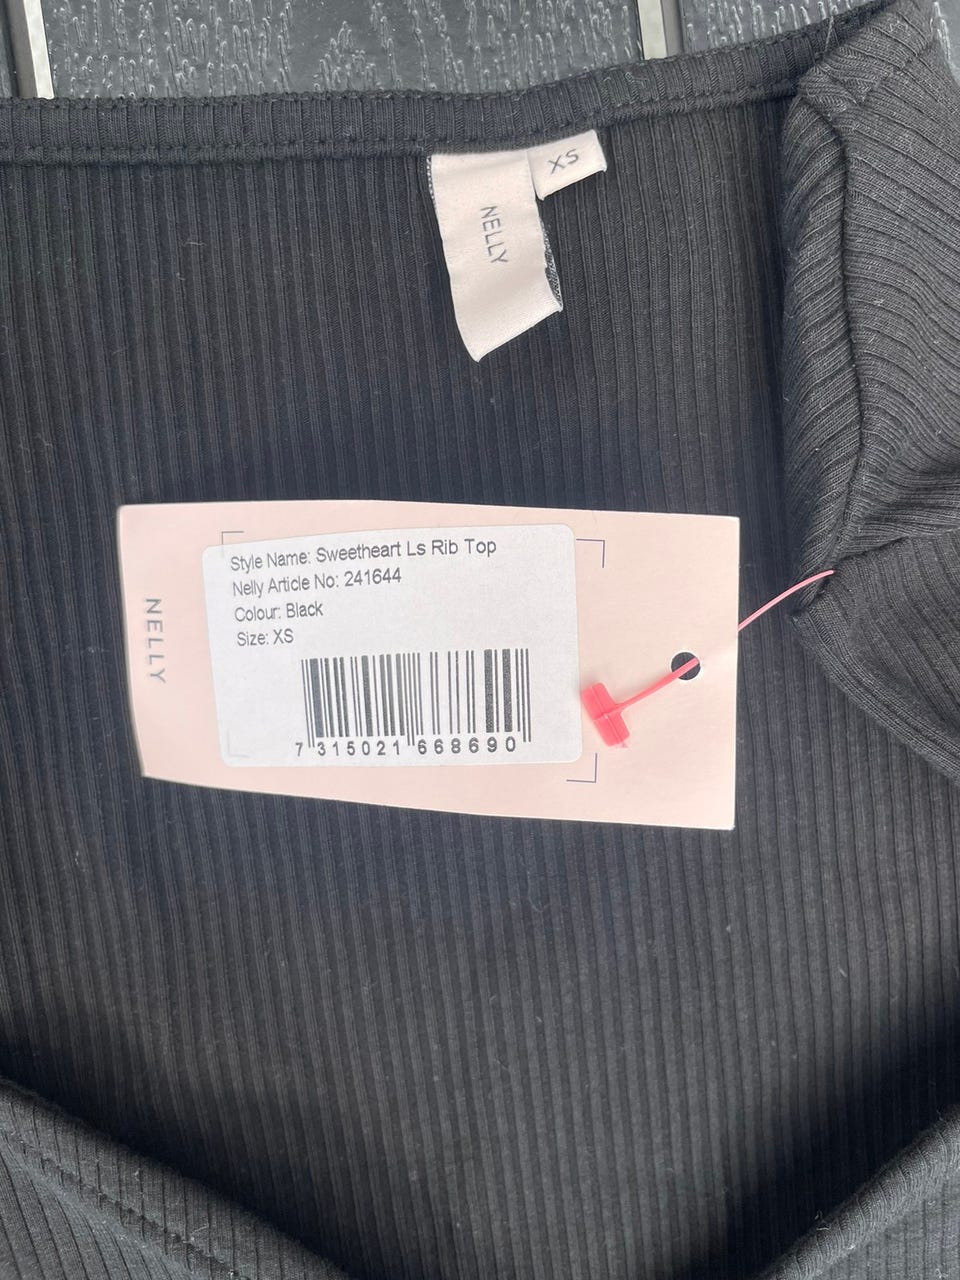 XS
NELLY
NELLY
Style Name: Sweetheart Ls Rib Top
Nelly Article No: 241644
Colour: Black
Size: XS
7 315021 668690